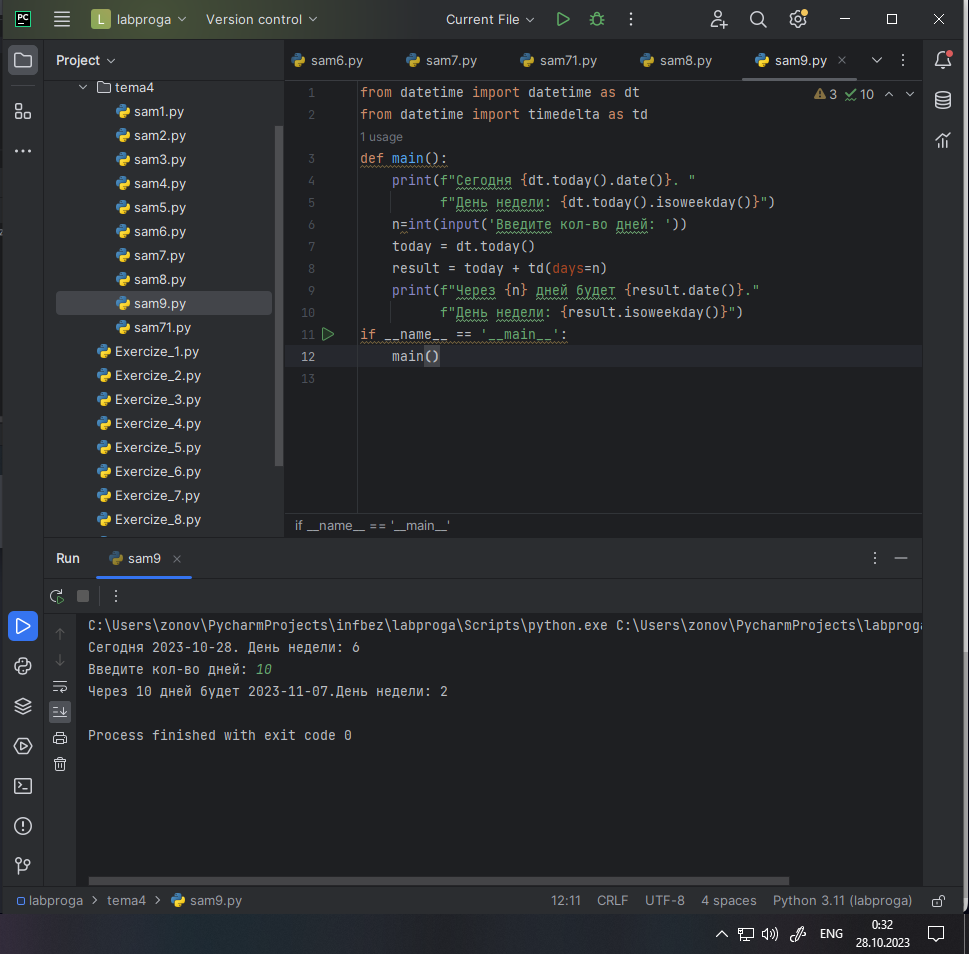 PC
L labproga
Version control
Current File
Project
sam6.py
sam7.py
sam71.py
sam8.py
sam9.py
tema4
sam1.py
sam2.py
sam3.py
sam4.py
sam5.py
sam6.py
sam7.py
sam8.py
sam9.py
sam71.py
Exercize_1.py
Exercize_2.py
Exercize_3.py
Exercize_4.py
Exercize_5.py
Exercize_6.py
Exercize_7.py
Exercize_8.py
3 10
1 from datetime import datetime as dt
2 from datetime import timedelta as td
1 usage
3 def main():
4 print(f"Сегодня {dt.today().date()}. "
5 f"День недели: {dt.today().isoweekday()}")
6 n=int(input('Введите кол-во дней: '))
7 today = dt.today()
8 result = today + td(days=n)
9 print(f"Через {n} дней будет {result.date()}."
10 f"День недели: {result.isoweekday()}")
11 if __name__ == '__main__':
12 main()
13
if __name__ == '__main__'
Run
sam9
C:\Users\zonov\PycharmProjects\infbez\labproga\Scripts\python.exe C:\Users\zonov\PycharmProjects\labproga
Сегодня 2023-10-28. День недели: 6
Введите кол-во дней: 10
Через 10 дней будет 2023-11-07.День недели: 2
Process finished with exit code 0
labproga > tema4 > sam9.py
12:11 CRLF UTF-8 4 spaces Python 3.11 (labproga)
ENG
0:32
28.10.2023